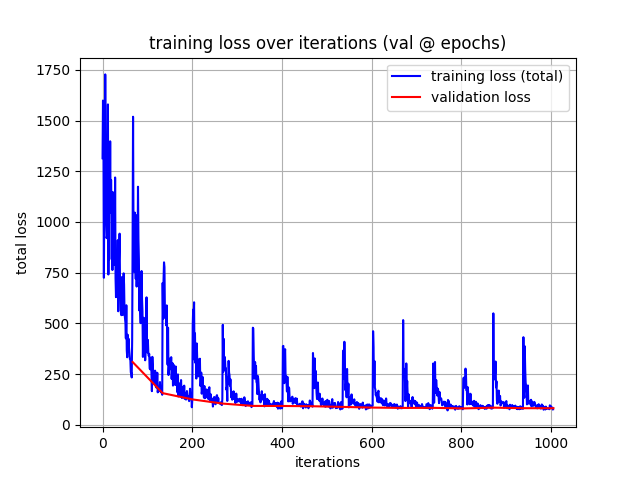 training loss over iterations (val @ epochs)
training loss (total)
validation loss
total loss
1750
1500
1250
1000
750
500
250
0
0 200 400 600 800 1000
iterations